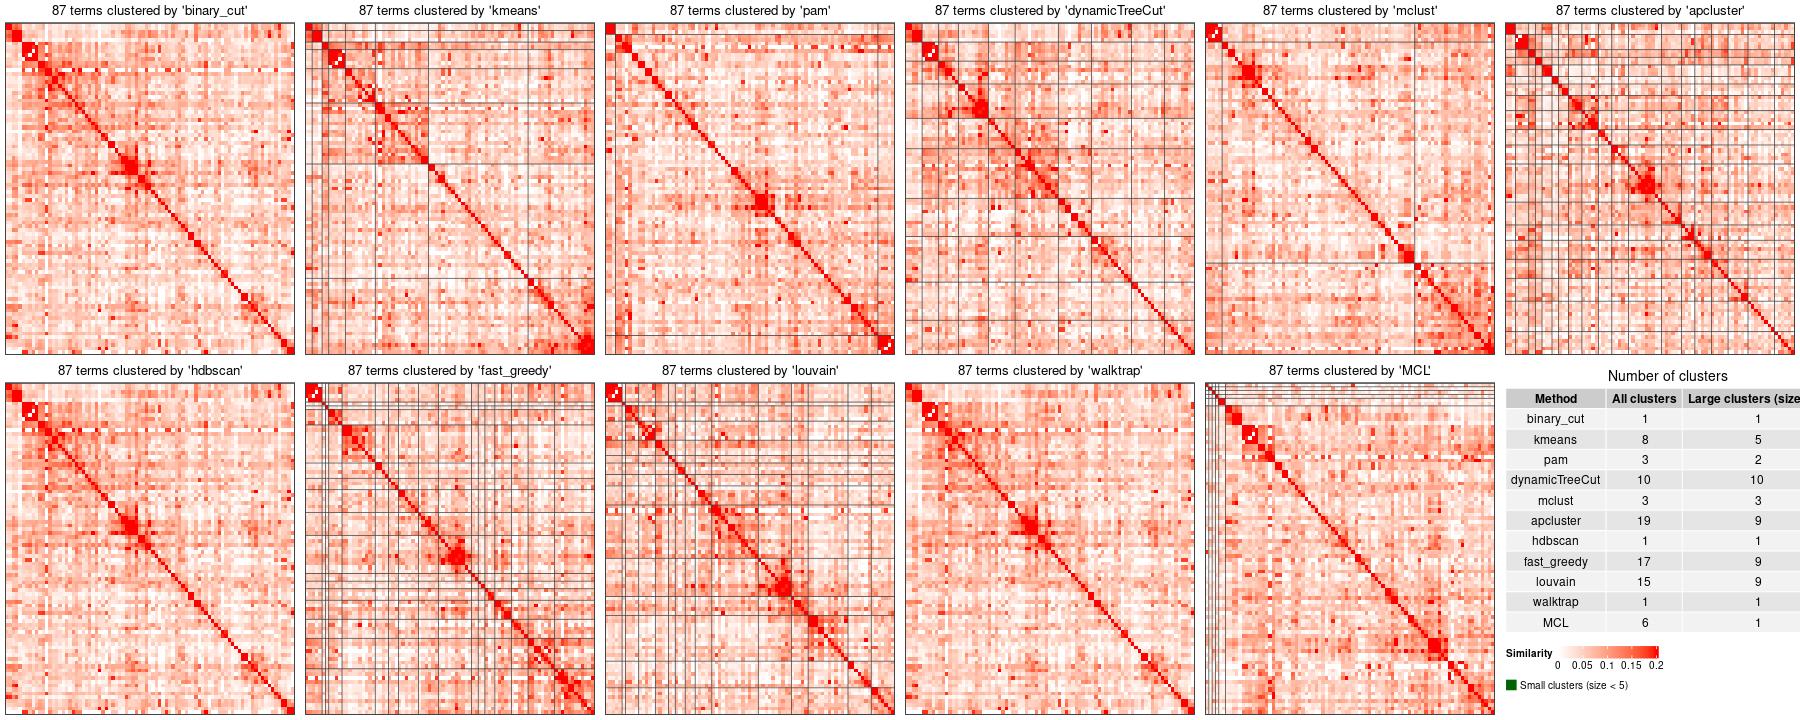 87 terms clustered by 'binary_cut'
87 terms clustered by 'kmeans'
87 terms clustered by 'pam'
87 terms clustered by 'dynamicTreeCut'
87 terms clustered by 'mclust'
87 terms clustered by 'apcluster'
87 terms clustered by 'hdbscan'
87 terms clustered by 'fast_greedy'
87 terms clustered by 'louvain'
87 terms clustered by 'walktrap'
87 terms clustered by 'MCL'
Number of clusters
Method All clusters Large clusters (size
binary_cut 1 1
kmeans 8 5
pam 3 2
dynamicTreeCut 10 10
mclust 3 3
apcluster 19 9
hdbscan 1 1
fast_greedy 17 9
louvain 15 9
walktrap 1 1
MCL 6 1
Similarity
0 0.05 0.1 0.15 0.2
Small clusters (size < 5)